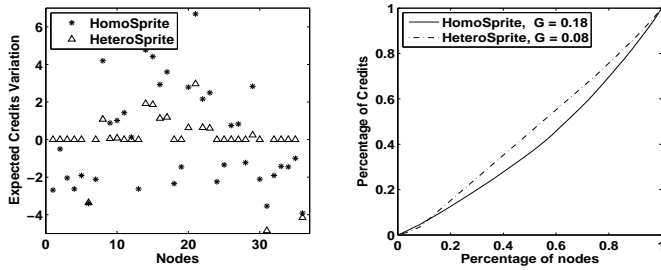 6
4
2
0
−2
−4
0
10
20
30
Expected Credits Variation
Nodes
HomoSprite
HeteroSprite
1
0.8
0.6
0.4
0.2
0
0
0.2
0.4
0.6
0.8
1
Percentage of Credits
Percentage of nodes
HomoSprite, G = 0.18
HeteroSprite, G = 0.08